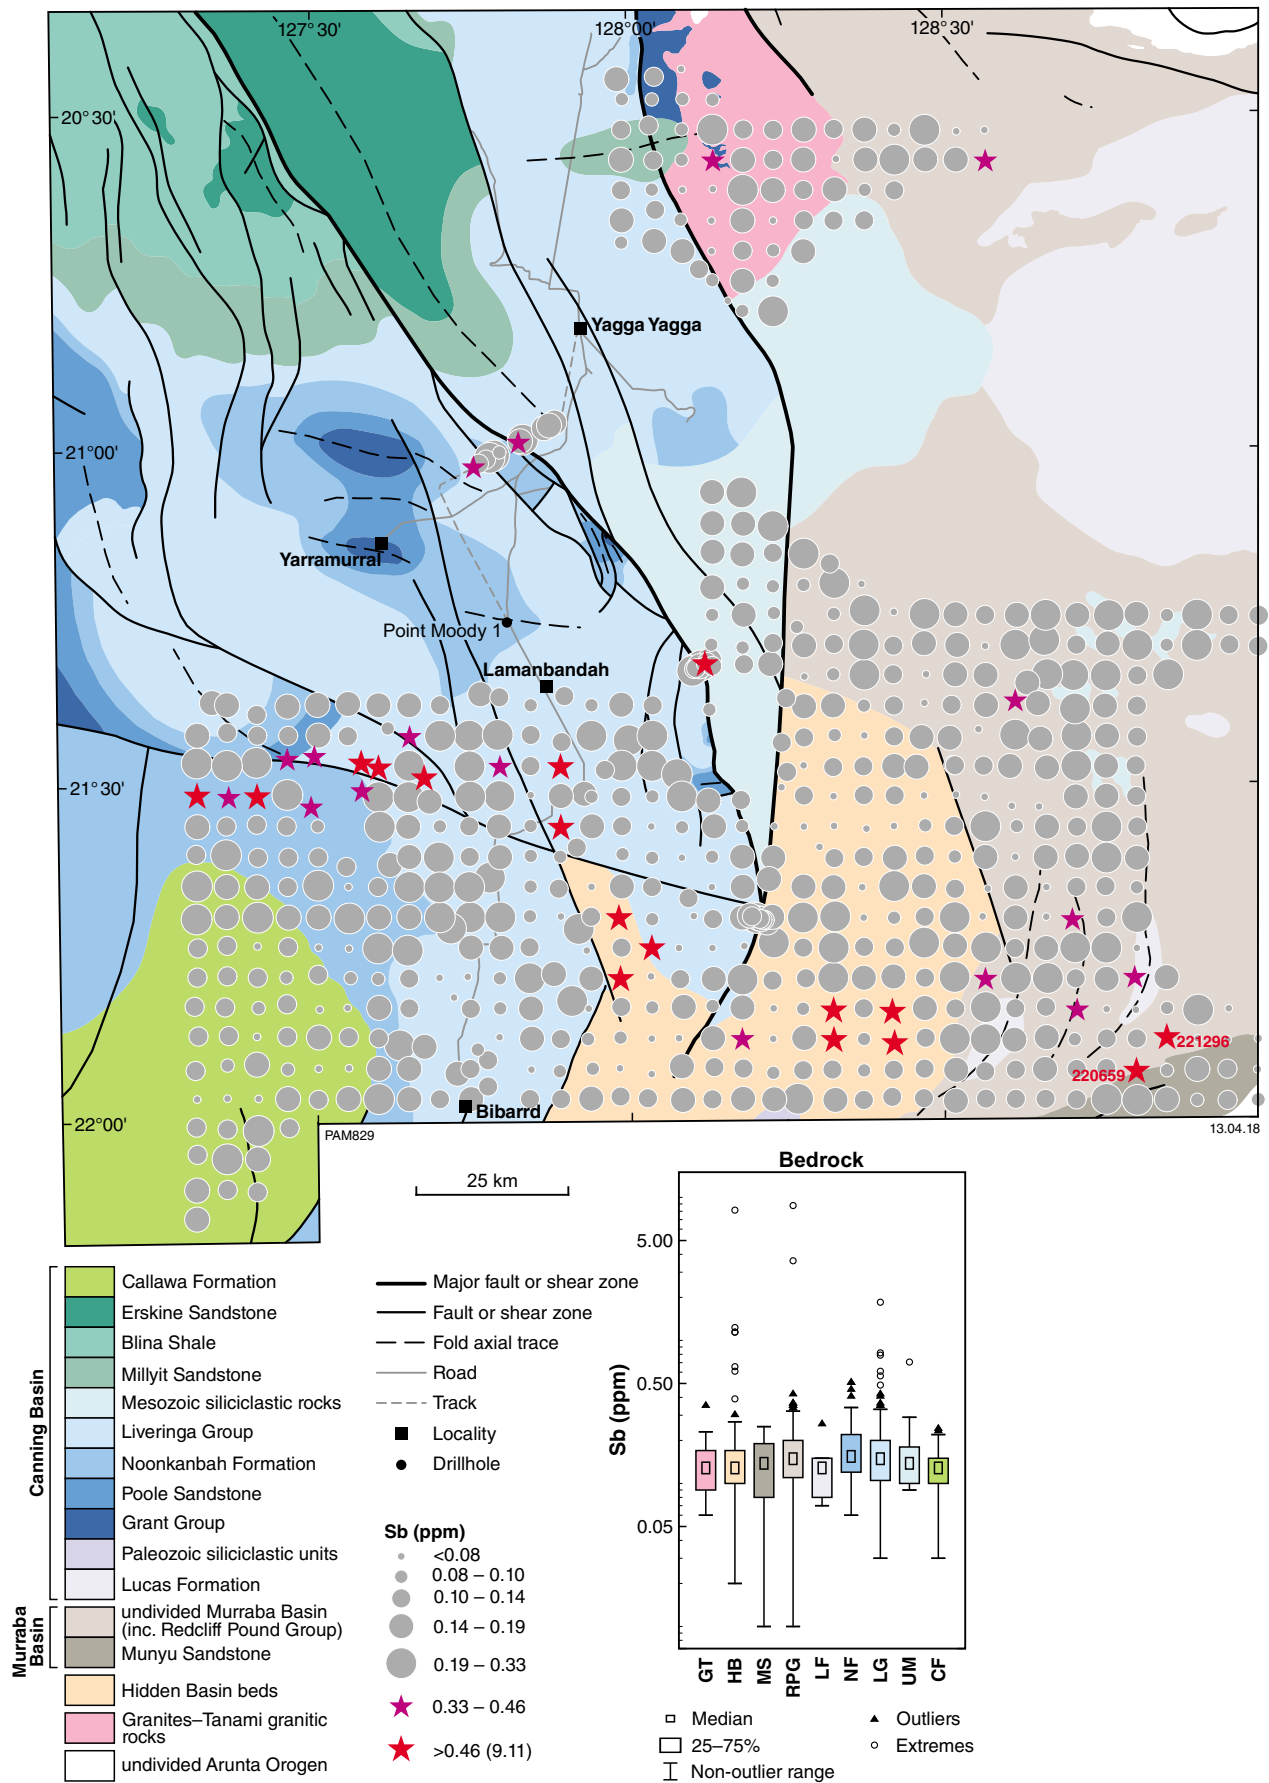 127°30'
128°00'
128°30'
20°30'
Yagga Yagga
21°00'
Yarramurral
Point Moody 1
Lamanbandah
21°30'
221296
220659
Bibarrd
22°00'
PAM829
13.04.18
25 km
Callawa Formation
Erskine Sandstone
Blina Shale
Millyit Sandstone
Mesozoic siliciclastic rocks
Liveringa Group
Noonkanbah Formation
Poole Sandstone
Grant Group
Paleozoic siliciclastic units
Lucas Formation
Canning Basin
undivided Murraba Basin
(inc. Redcliff Pound Group)
Munyu Sandstone
Murraba
Basin
Hidden Basin beds
Granites–Tanami granitic
rocks
undivided Arunta Orogen
Major fault or shear zone
Fault or shear zone
Fold axial trace
Road
Track
Locality
Drillhole
Sb (ppm)
<0.08
0.08 – 0.10
0.10 – 0.14
0.14 – 0.19
0.19 – 0.33
0.33 – 0.46
>0.46 (9.11)
Bedrock
Sb (ppm)
5.00
0.50
0.05
GT
HB
MS
RPG
LF
NF
LG
UM
CF
Median
25–75%
Non-outlier range
Outliers
Extremes